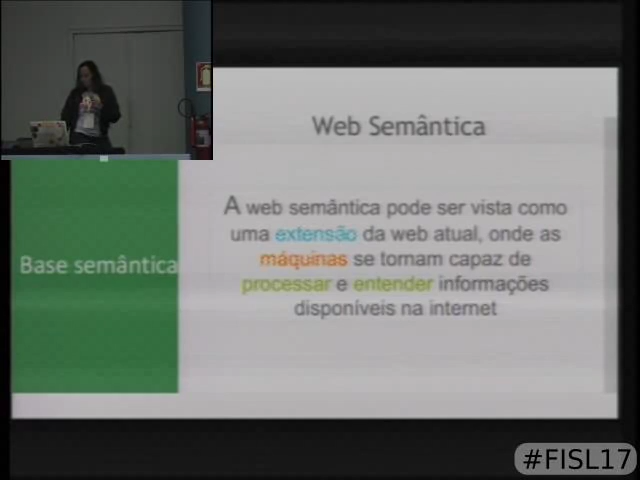 Web Semântica
A web semântica pode ser vista como
uma extensão da web atual, onde as
máquinas se tornam capaz de
processar e entender informações
disponíveis na internet
Base semântica
#FISL17